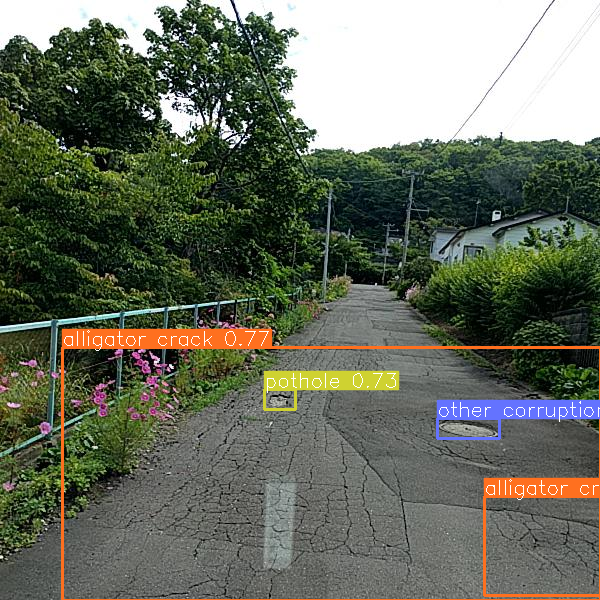 alligator crack 0.77
pothole 0.73
other corruption
alligator cr